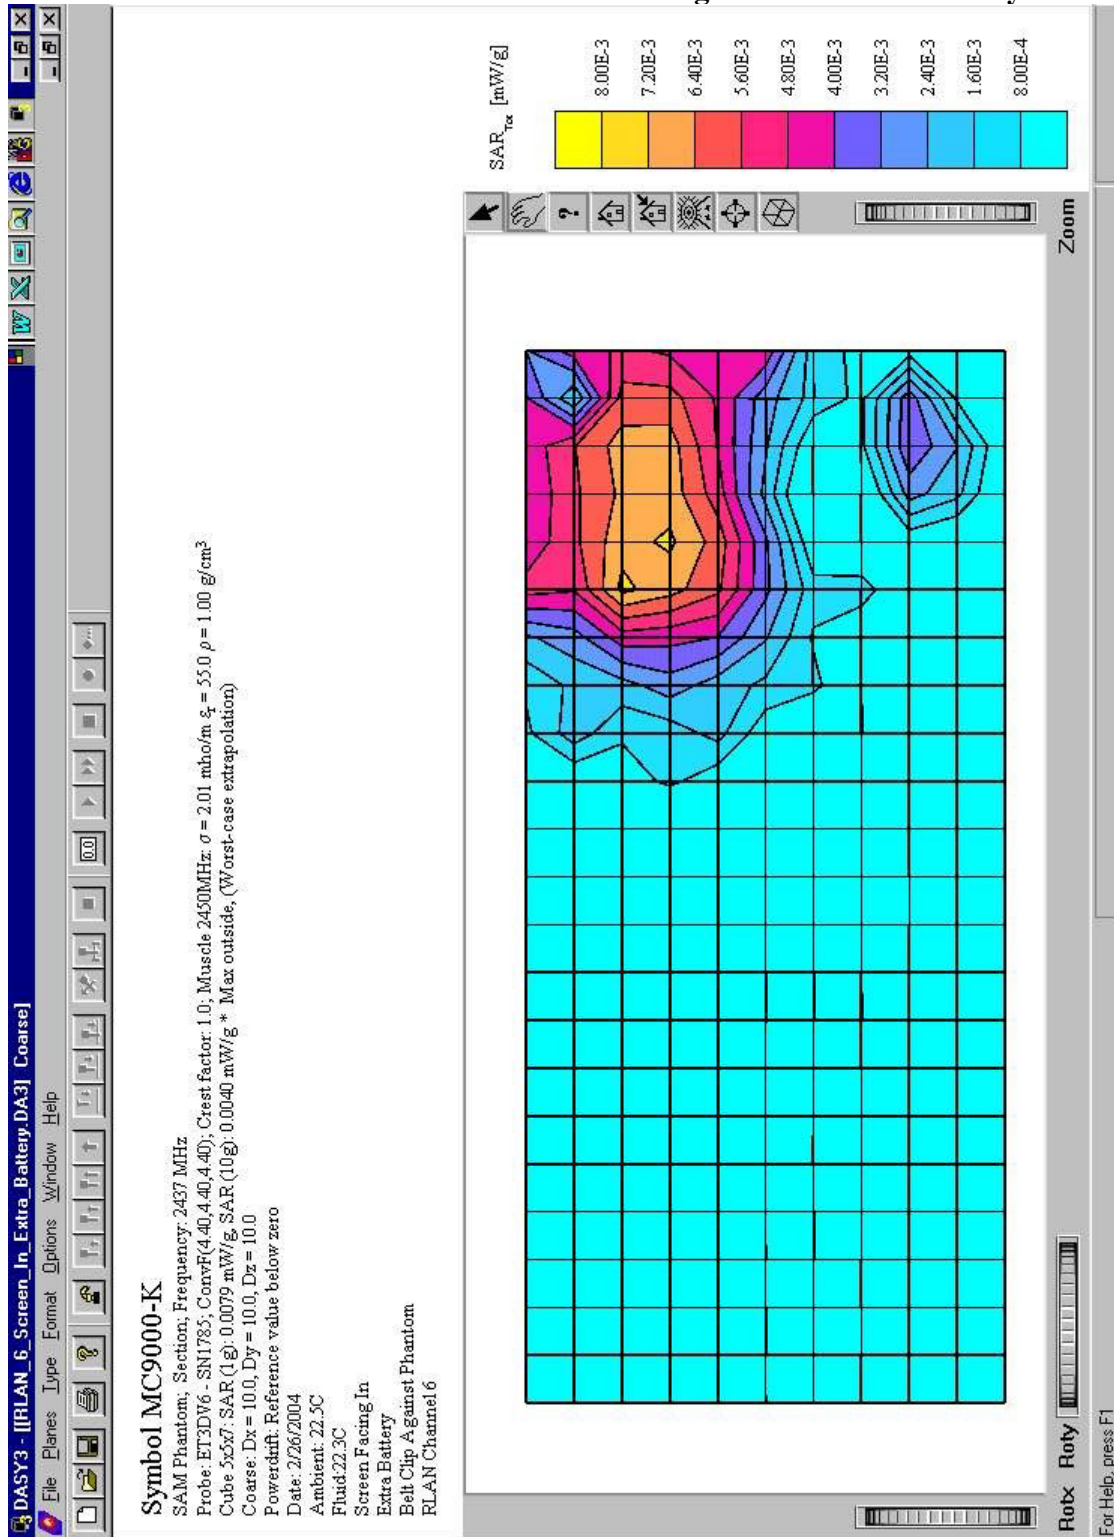 DASY3 - [[RLAN_6_Screen_In_Extra_Battery.DA3] Coarse]
File Planes Type Format Options Window Help
0.0
Symbol MC9000-K
SAM Phantom; Section; Frequency: 2437 MHz
Probe: ET3DV6 - SN1785; ConvF(4.40,4.40,4.40); Crest factor: 1.0; Muscle 2450MHz: σ = 2.01 mho/m εr = 55.0 ρ = 1.00 g/cm³
Cube 5x5x7: SAR (1g): 0.0079 mW/g, SAR (10g): 0.0040 mW/g * Max outside, (Worst-case extrapolation)
Coarse: Dx = 10.0, Dy = 10.0, Dz = 10.0
Powerdrift: Reference value below zero
Date: 2/26/2004
Ambient: 22.5C
Fluid:22.3C
Screen Facing In
Extra Battery
Belt Clip Against Phantom
RLAN Channel 6
SARTot [mW/g]
8.00E-3
7.20E-3
6.40E-3
5.60E-3
4.80E-3
4.00E-3
3.20E-3
2.40E-3
1.60E-3
8.00E-4
Rotx Roty Zoom
For Help, press F1